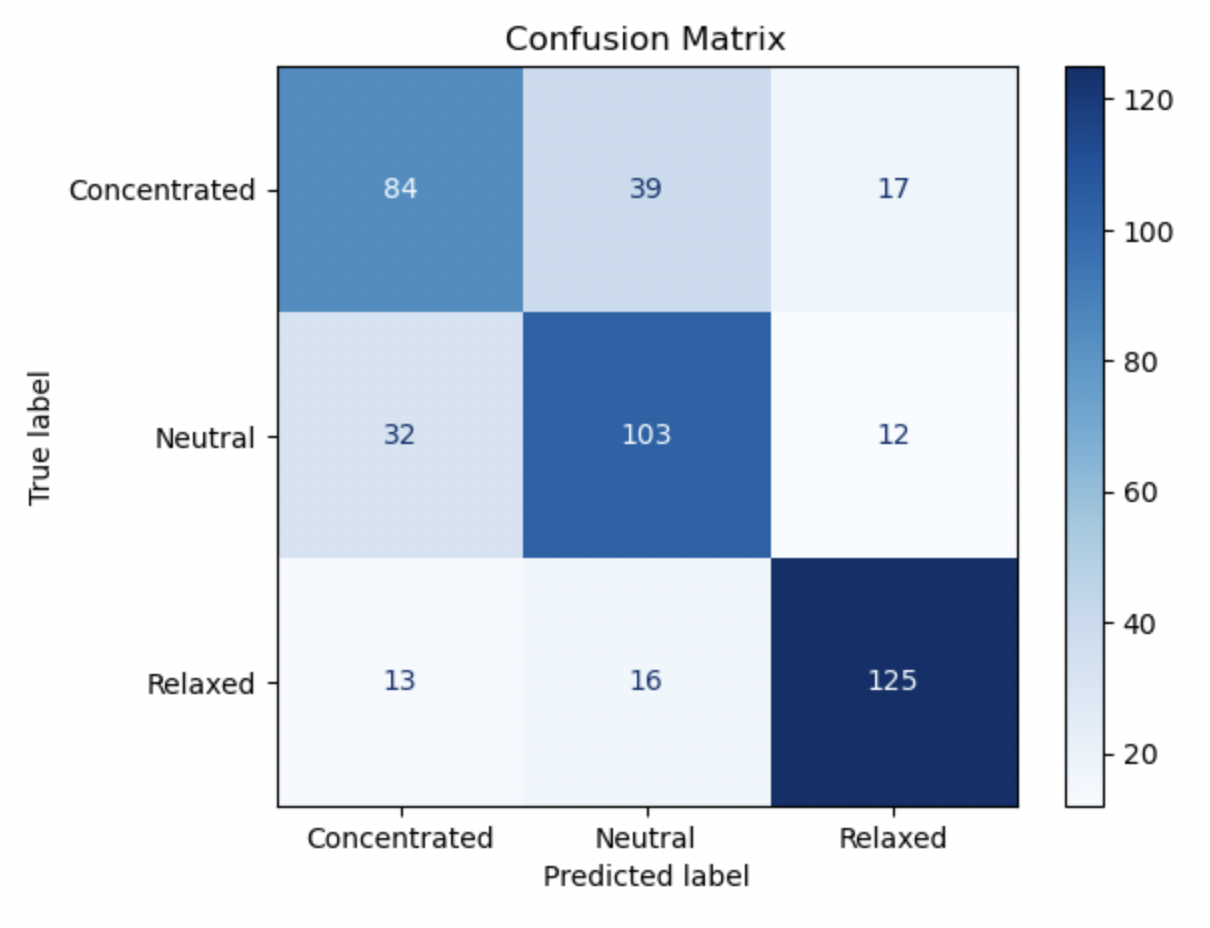 Confusion Matrix
Concentrated
84
39
17
Neutral
32
103
12
Relaxed
13
16
125
True label
Concentrated
Neutral
Relaxed
Predicted label
120
100
80
60
40
20